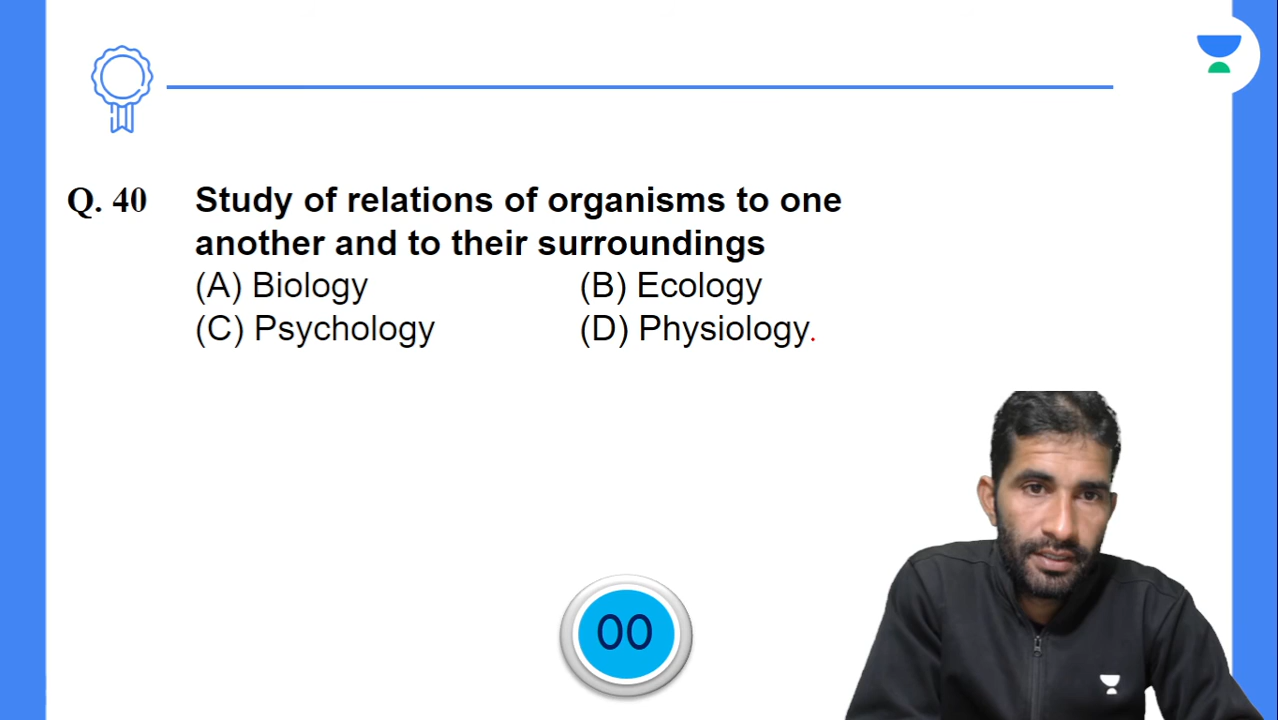 Q. 40 Study of relations of organisms to one
another and to their surroundings
(A) Biology (B) Ecology
(C) Psychology (D) Physiology.
00